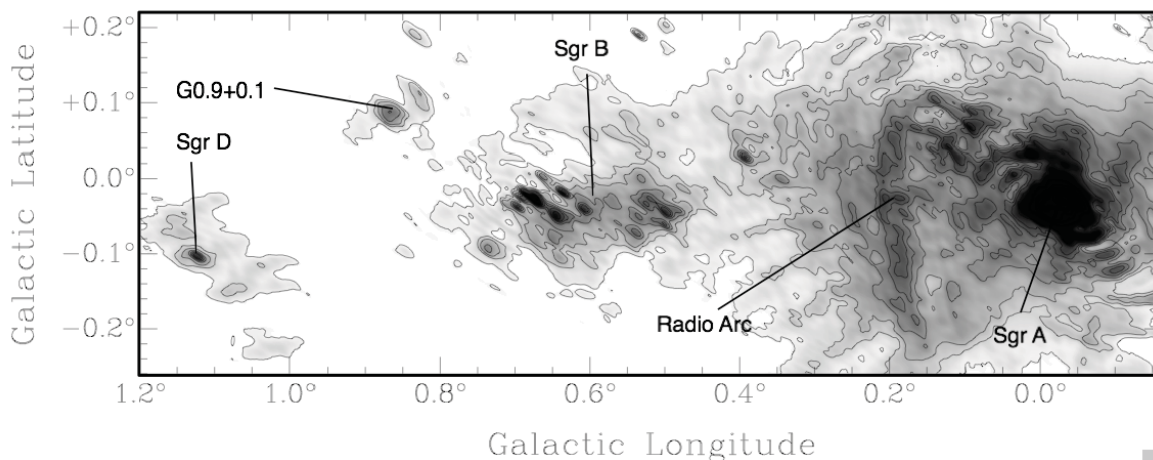 +0.2°
Sgr B
G0.9+0.1
+0.1°
Sgr D
0.0°
−0.1°
Radio Arc
Sgr A
−0.2°
1.2°
1.0°
0.8°
0.6°
0.4°
0.2°
0.0°
Galactic Latitude
Galactic Longitude